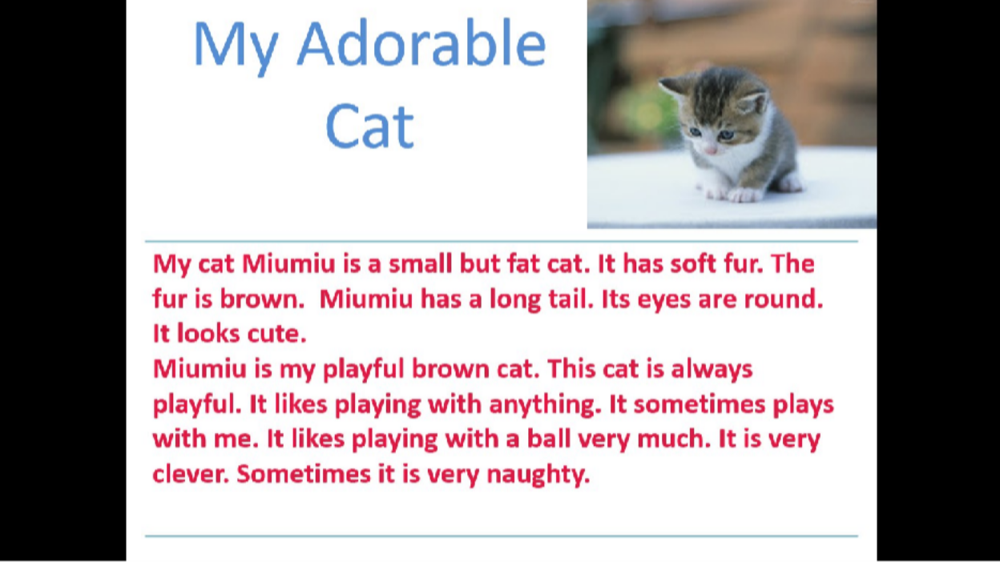 My Adorable
Cat
My cat Miumiu is a small but fat cat. It has soft fur. The
fur is brown.  Miumiu has a long tail. Its eyes are round.
It looks cute.
Miumiu is my playful brown cat. This cat is always
playful. It likes playing with anything. It sometimes plays
with me. It likes playing with a ball very much. It is very
clever. Sometimes it is very naughty.